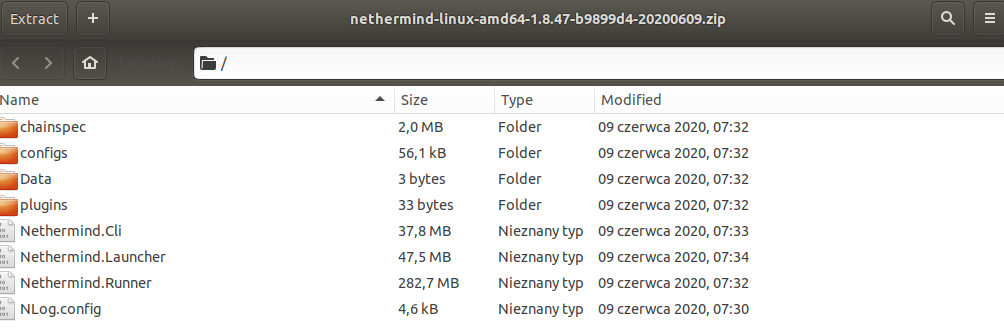 Extract + nethermind-linux-amd64-1.8.47-b9899d4-20200609.zip
Location: /
Name Size Type Modified
chainspec 2,0 MB Folder 09 czerwca 2020, 07:32
configs 56,1 kB Folder 09 czerwca 2020, 07:32
Data 3 bytes Folder 09 czerwca 2020, 07:32
plugins 33 bytes Folder 09 czerwca 2020, 07:32
Nethermind.Cli 37,8 MB Nieznany typ 09 czerwca 2020, 07:33
Nethermind.Launcher 47,5 MB Nieznany typ 09 czerwca 2020, 07:34
Nethermind.Runner 282,7 MB Nieznany typ 09 czerwca 2020, 07:32
NLog.config 4,6 kB Nieznany typ 09 czerwca 2020, 07:30